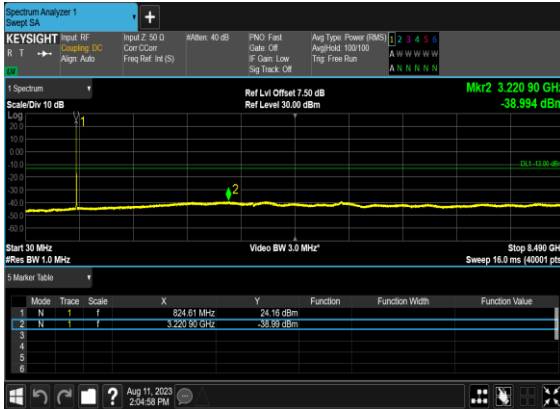 Spectrum Analyzer 1
Swept SA
+
KEYSIGHT
R T
LV
Input: RF
Coupling: DC
Align: Auto
Input Z: 50 Ω
Corr CCorr
Freq Ref: Int (S)
#Atten: 40 dB
PNO: Fast
Gate: Off
IF Gain: Low
Sig Track: Off
Avg Type: Power (RMS)
Avg|Hold: 100/100
Trig: Free Run
1 2 3 4 5 6
A W W W W W
A N N N N N
1 Spectrum
Scale/Div 10 dB
Ref Lvl Offset 7.50 dB
Ref Level 30.00 dBm
Mkr2 3.220 90 GHz
-38.994 dBm
Log
20.0
10.0
0.00
-10.0
-20.0
-30.0
-40.0
-50.0
-60.0
1
2
DL1 -13.00 dBm
Start 30 MHz
#Res BW 1.0 MHz
Video BW 3.0 MHz*
Stop 8.490 GH
Sweep 16.0 ms (40001 pts
5 Marker Table
Mode Trace Scale X Y Function Function Width Function Value
1 N 1 f 824.61 MHz 24.16 dBm
2 N 1 f 3.220 90 GHz -38.99 dBm
3
4
5
6
?
Aug 11, 2023
2:04:58 PM